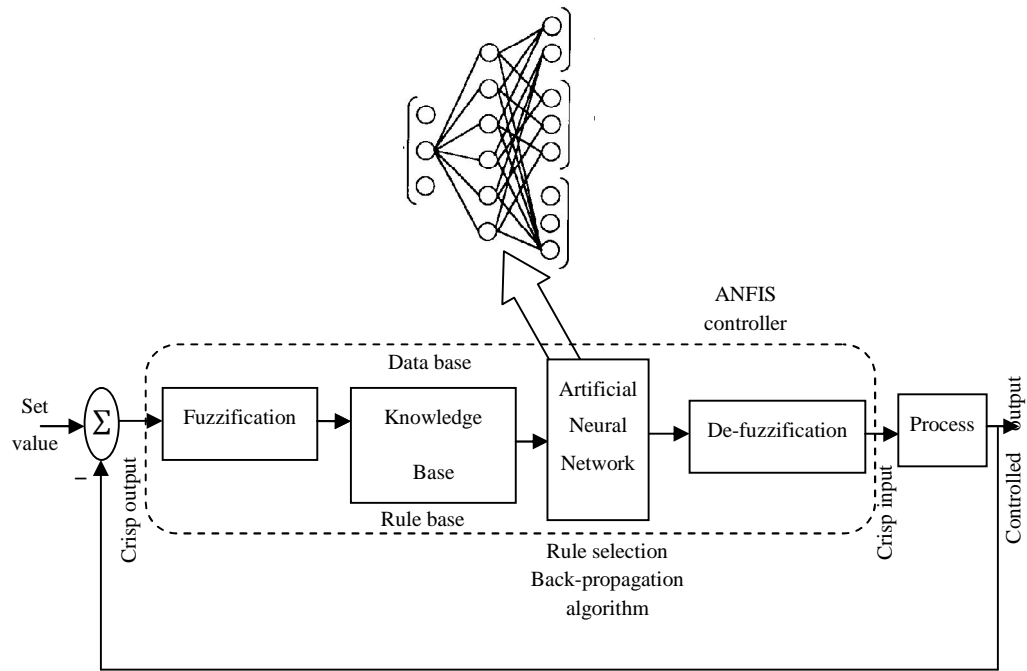 ANFIS
controller
Data base
Set
value
Σ
−
Crisp output
Fuzzification
Knowledge
Base
Rule base
Artificial
Neural
Network
De-fuzzification
Crisp input
Process
Controlled output
Rule selection
Back-propagation
algorithm